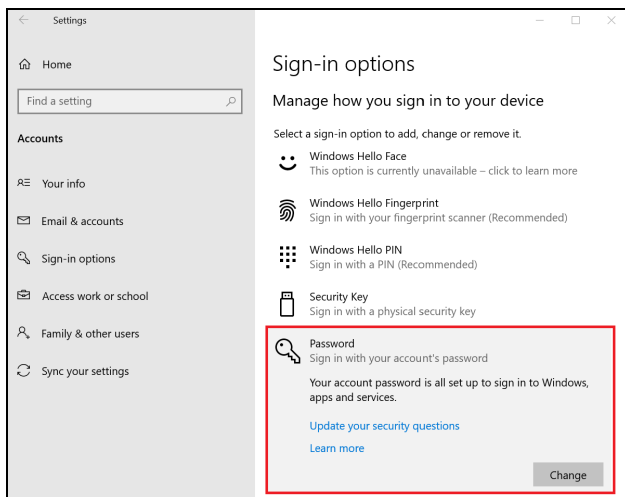 Settings
Home
Find a setting
Accounts
Your info
Email & accounts
Sign-in options
Access work or school
Family & other users
Sync your settings
Sign-in options
Manage how you sign in to your device
Select a sign-in option to add, change or remove it.
Windows Hello Face
This option is currently unavailable – click to learn more
Windows Hello Fingerprint
Sign in with your fingerprint scanner (Recommended)
Windows Hello PIN
Sign in with a PIN (Recommended)
Security Key
Sign in with a physical security key
Password
Sign in with your account's password
Your account password is all set up to sign in to Windows,
apps and services.
Update your security questions
Learn more
Change